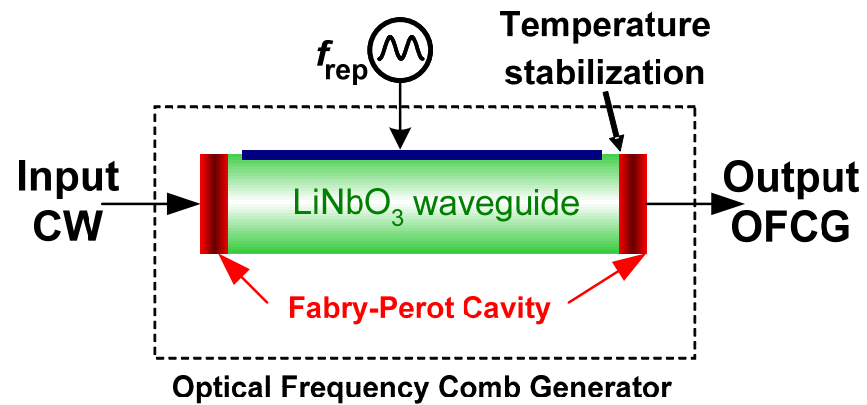 Temperature
stabilization
f_rep
Input
CW
LiNbO₃ waveguide
Output
OFCG
Fabry-Perot Cavity
Optical Frequency Comb Generator